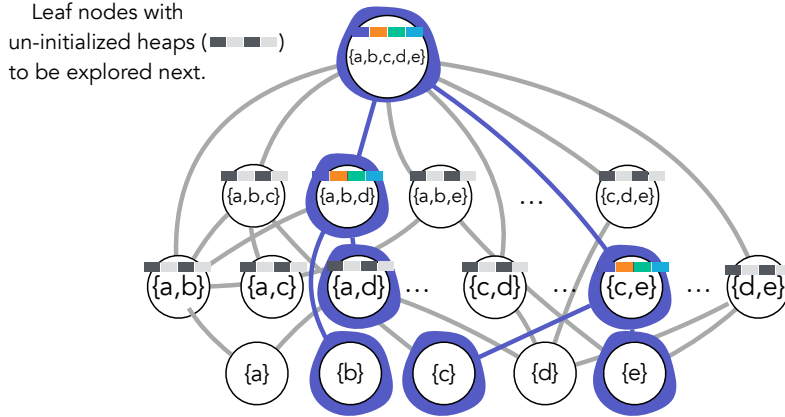 Leaf nodes with
un-initialized heaps ( )
to be explored next.
{a,b,c,d,e}
{a,b,c} {a,b,d} {a,b,e} ... {c,d,e}
{a,b} {a,c} {a,d} ... {c,d} ... {c,e} ... {d,e}
{a} {b} {c} {d} {e}